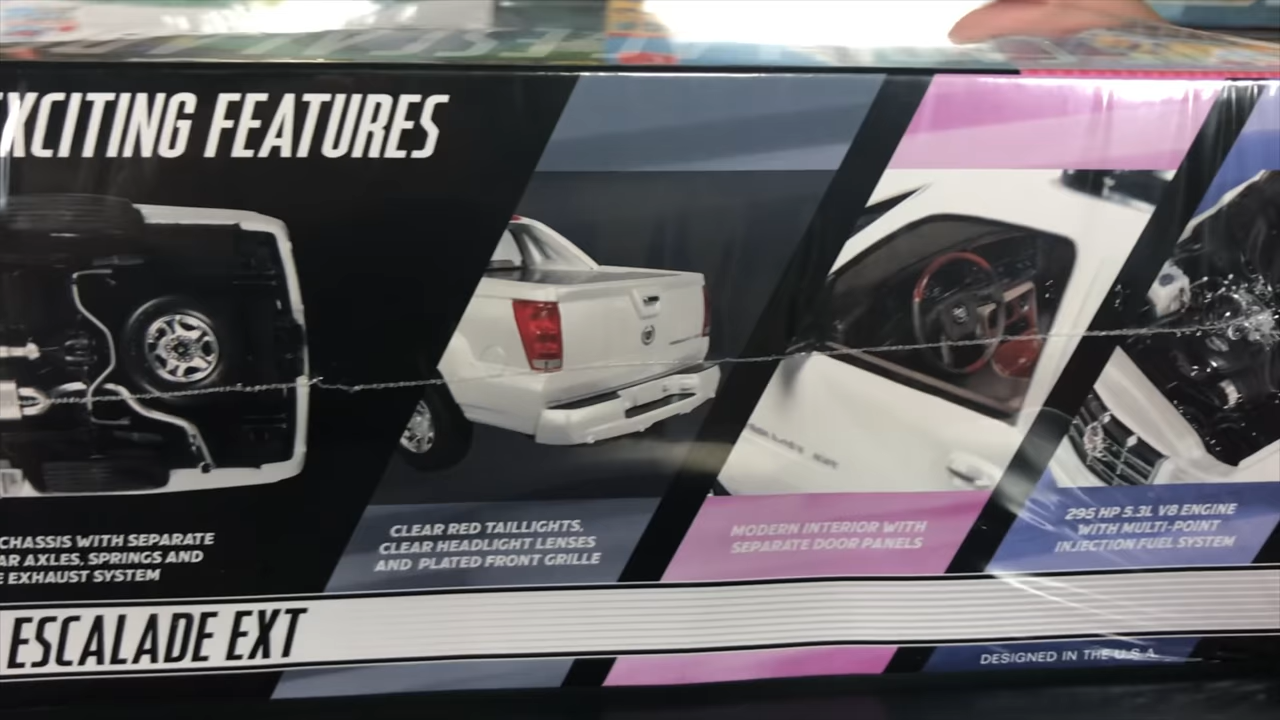 XCITING FEATURES
CHASSIS WITH SEPARATE
AR AXLES, SPRINGS AND
E EXHAUST SYSTEM
CLEAR RED TAILLIGHTS,
CLEAR HEADLIGHT LENSES
AND PLATED FRONT GRILLE
MODERN INTERIOR WITH
SEPARATE DOOR PANELS
295 HP 5.3L V8 ENGINE
WITH MULTI-POINT
INJECTION FUEL SYSTEM
ESCALADE EXT
DESIGNED IN THE U.S.A.